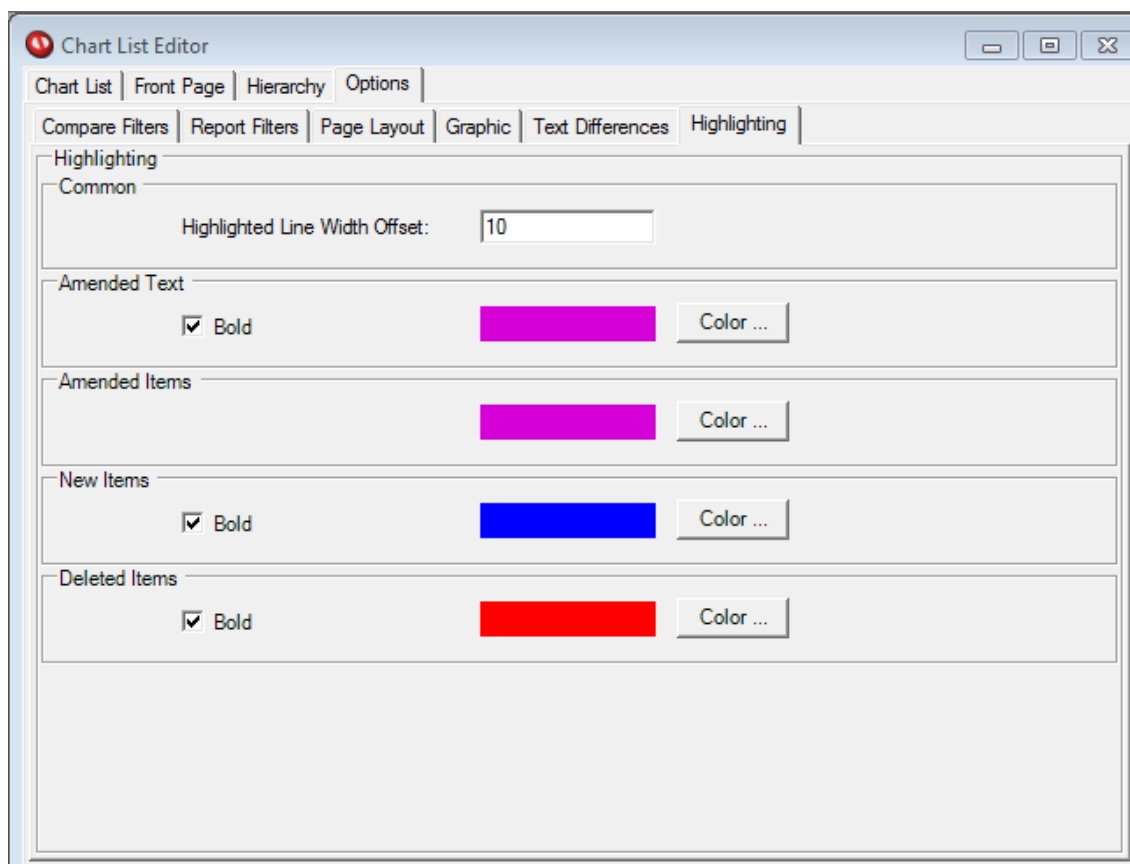 Chart List Editor
Chart List Front Page Hierarchy Options
Compare Filters Report Filters Page Layout Graphic Text Differences Highlighting
Highlighting
Common
Highlighted Line Width Offset: 10
Amended Text
Bold Color ...
Amended Items
Color ...
New Items
Bold Color ...
Deleted Items
Bold Color ...